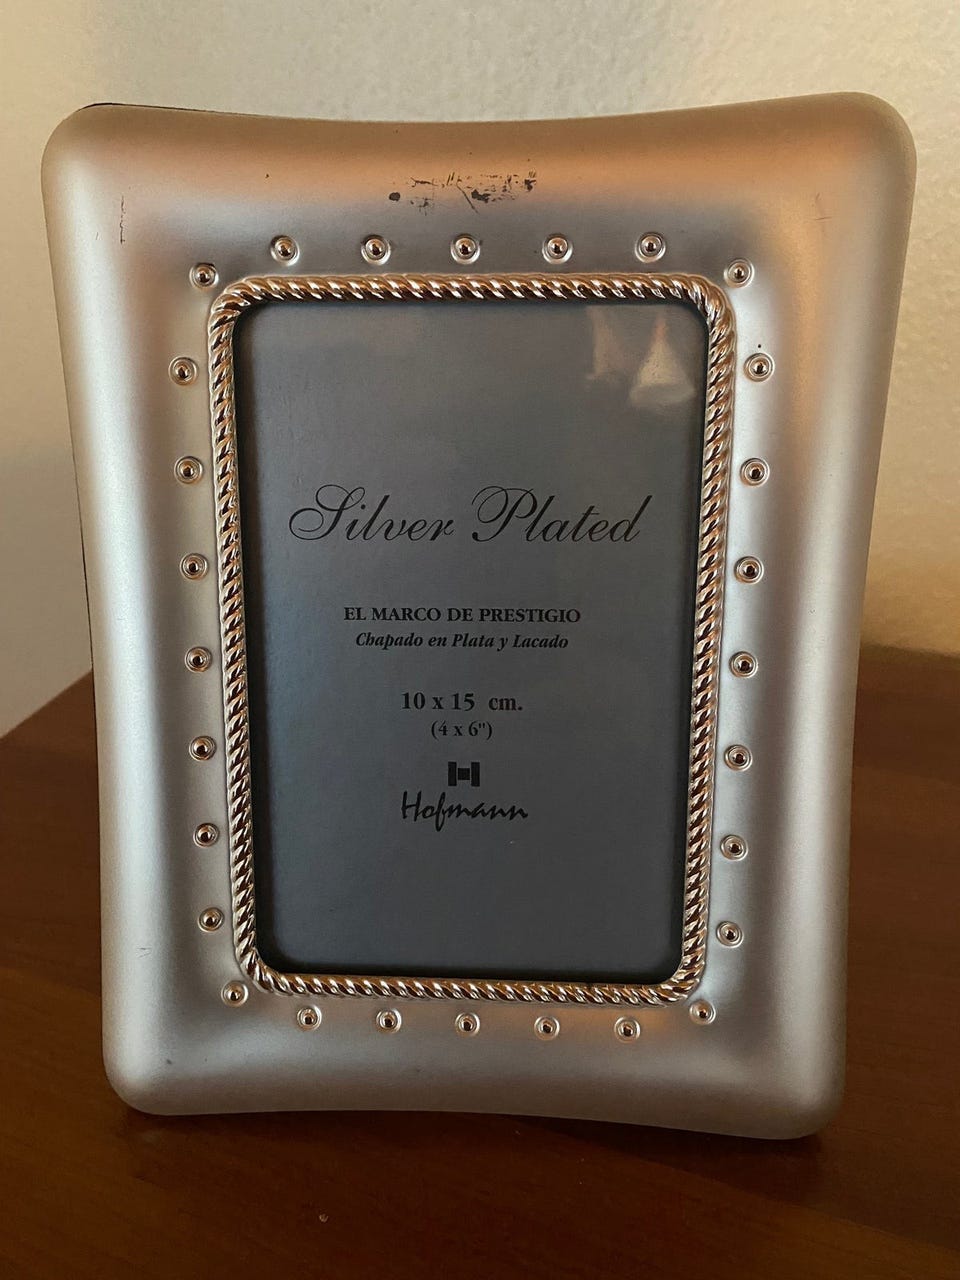 Silver Plated
EL MARCO DE PRESTIGIO
Chapado en Plata y Lacado
10 x 15 cm.
(4 x 6")
Hofmann